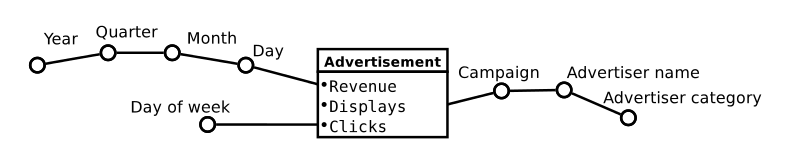 Year
Quarter
Month
Day
Day of week
Advertisement
•Revenue
•Displays
•Clicks
Campaign
Advertiser name
Advertiser category